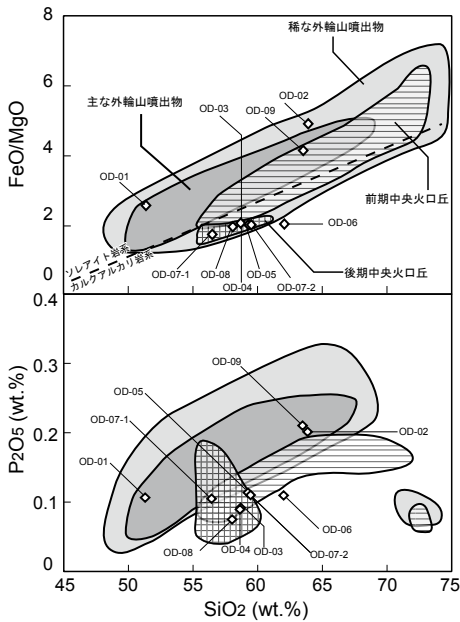 8
6
4
2
0
FeO/MgO
稀な外輪山噴出物
主な外輪山噴出物
OD-03
OD-09
OD-02
OD-01
前期中央火口丘
OD-06
後期中央火口丘
OD-07-1
OD-08
OD-04
OD-05
OD-07-2
ソレアイト岩系
カルクアルカリ岩系
0.4
0.3
0.2
0.1
0
P2O5 (wt.%)
OD-09
OD-05
OD-07-1
OD-01
OD-02
OD-06
OD-08
OD-04
OD-03
OD-07-2
45 50 55 60 65 70 75
SiO2 (wt.%)